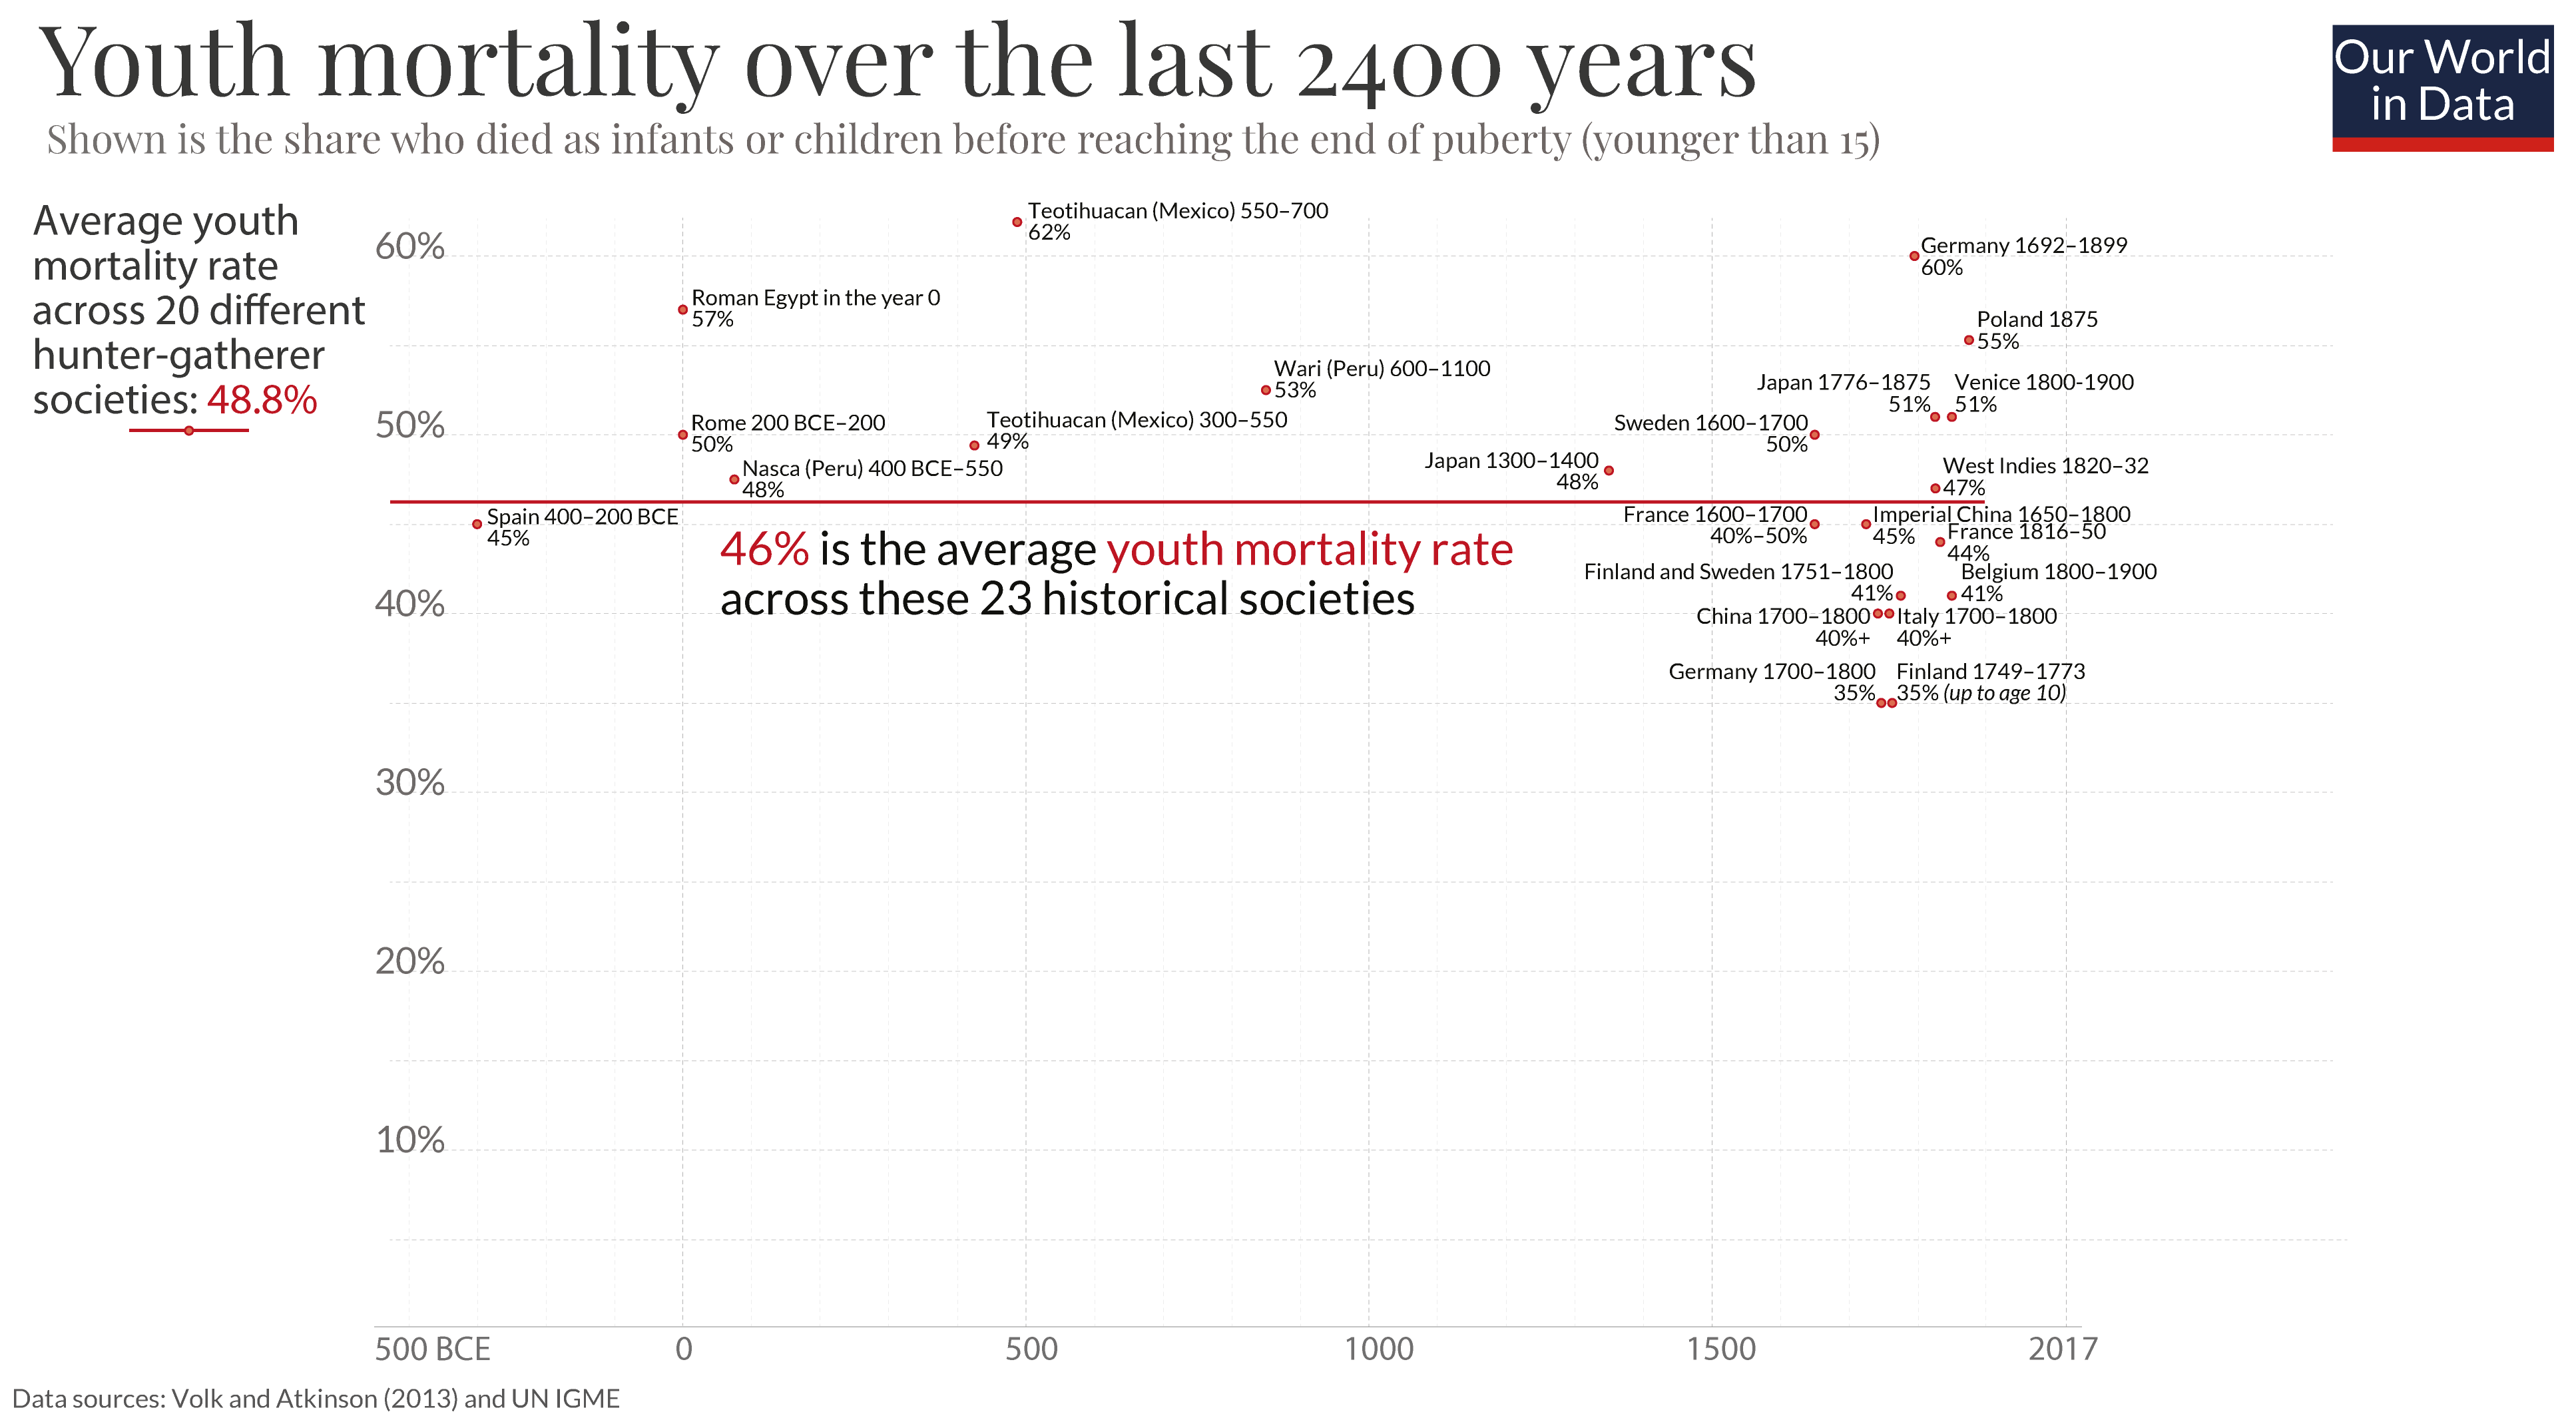 Youth mortality over the last 2400 years
Shown is the share who died as infants or children before reaching the end of puberty (younger than 15)
Our World
in Data
Average youth
mortality rate
across 20 different
hunter-gatherer
societies: 48.8%
60%
50%
40%
30%
20%
10%
Teotihuacan (Mexico) 550–700
62%
Germany 1692–1899
60%
Roman Egypt in the year 0
57%
Poland 1875
55%
Wari (Peru) 600–1100
53%
Japan 1776–1875
51%
Venice 1800-1900
51%
Rome 200 BCE–200
50%
Teotihuacan (Mexico) 300–550
49%
Sweden 1600–1700
50%
Nasca (Peru) 400 BCE–550
48%
Japan 1300–1400
48%
West Indies 1820–32
47%
Spain 400–200 BCE
45%
France 1600–1700
40%–50%
Imperial China 1650–1800
45%
France 1816–50
44%
46% is the average youth mortality rate
across these 23 historical societies
Finland and Sweden 1751–1800
41%
Belgium 1800–1900
41%
China 1700–1800
40%+
Italy 1700–1800
40%+
Germany 1700–1800
35%
Finland 1749–1773
35% (up to age 10)
500 BCE
0
500
1000
1500
2017
Data sources: Volk and Atkinson (2013) and UN IGME